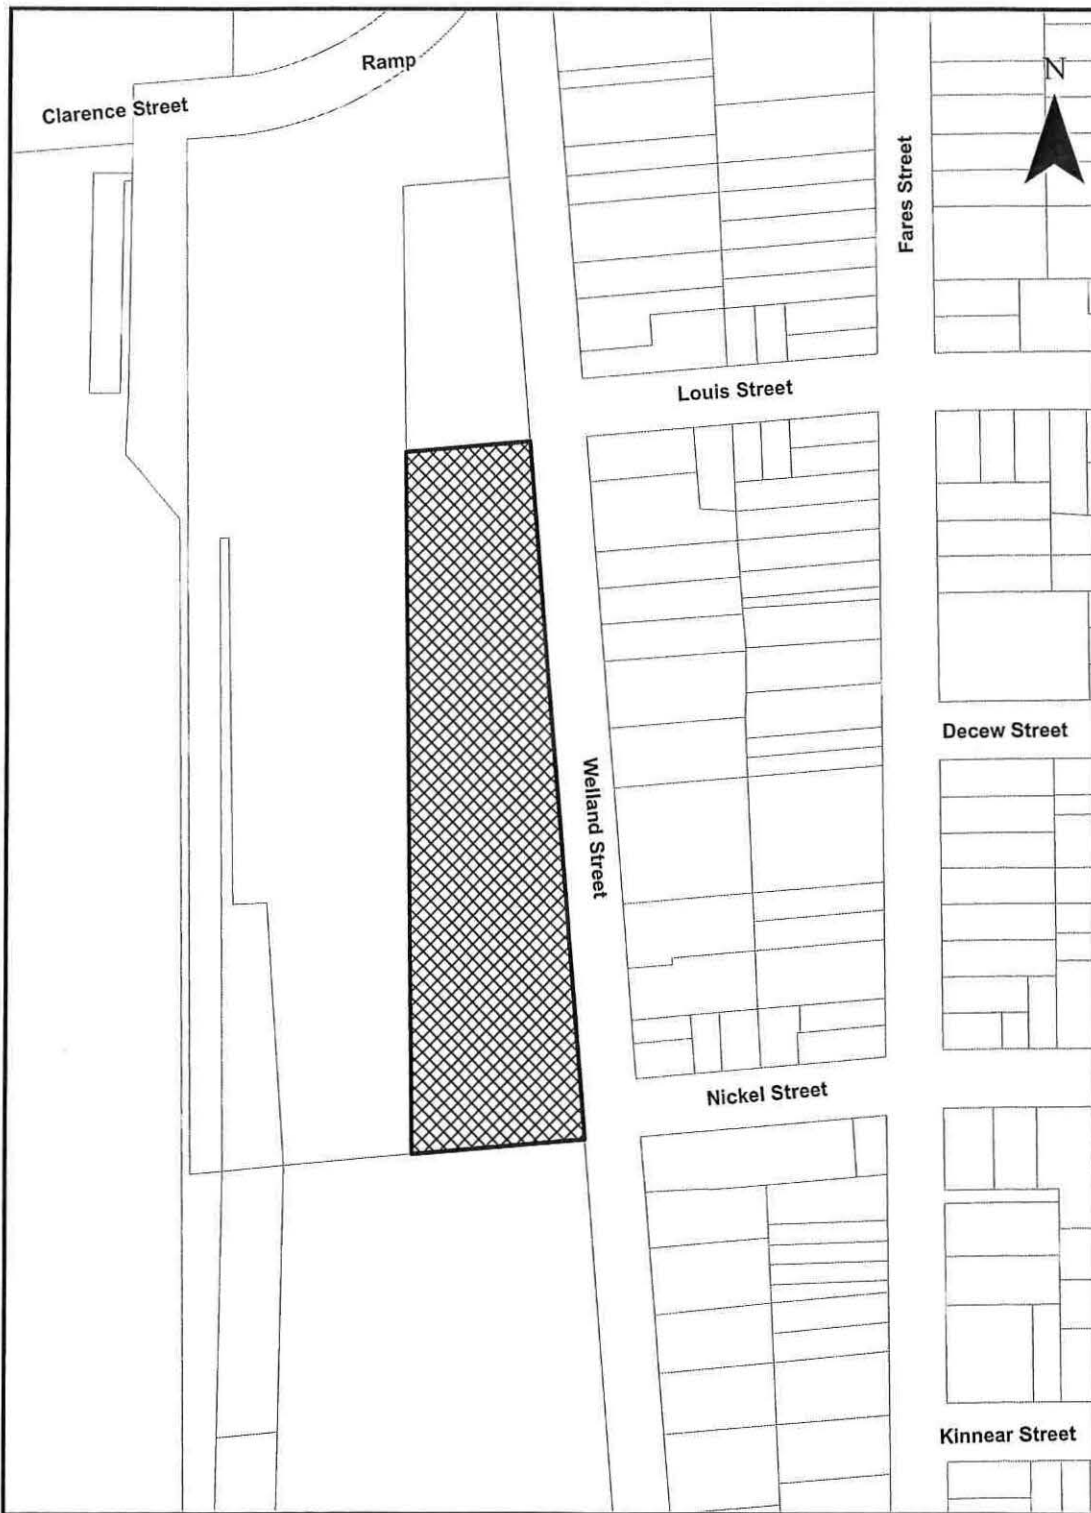 Ramp
N
Clarence Street
Fares Street
Louis Street
Decew Street
Welland Street
Nickel Street
Kinnear Street